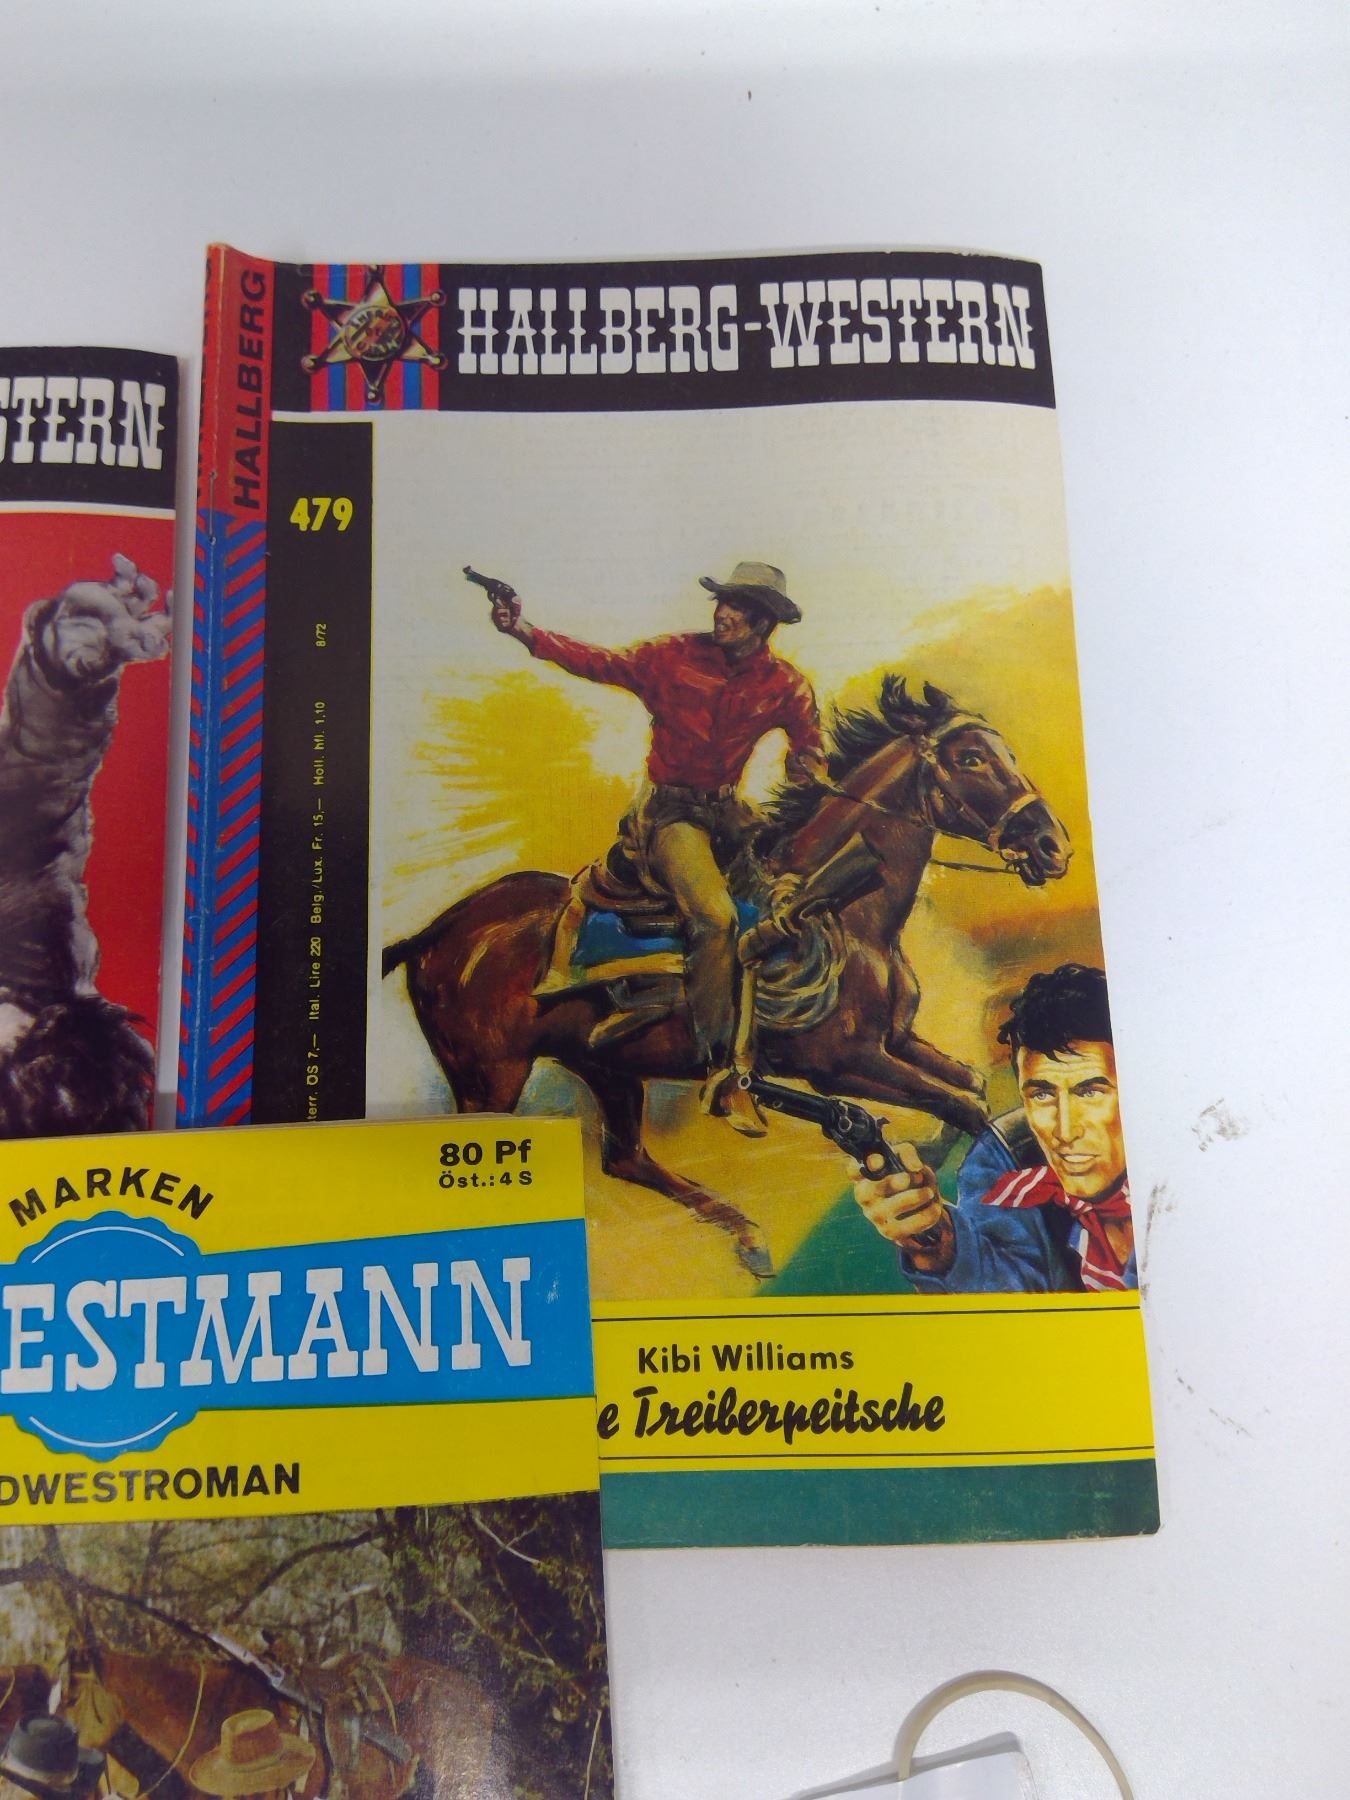 HALLBERG-WESTERN
HALLBERG
479
8/72
terr. ÖS 7,— Ital. Lire 220 Belg./Lux. Fr. 15,— Holl. hfl. 1,10
Kibi Williams
e Treiberpeitsche
STERN
MARKEN
80 Pf
Öst.: 4 S
ESTMANN
DWESTROMAN